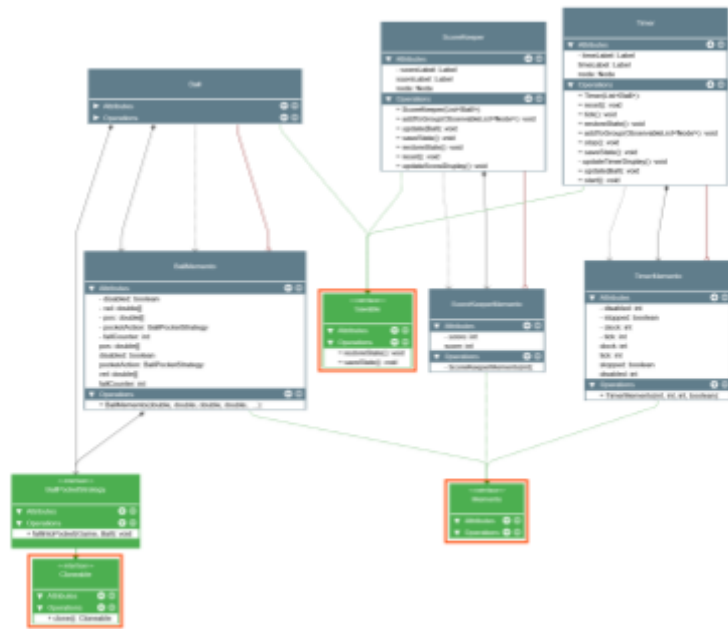 Ball
Attributes
Operations
ScoreKeeper
Attributes
- scoreLabel: Label
scoreLabel: Label
node: Node
Operations
+ ScoreKeeper(List<Ball>)
+ addToGroup(ObservableList<Node>): void
+ update(Ball): void
+ saveState(): void
+ restoreState(): void
+ reset(): void
+ updateScoreDisplay(): void
Timer
Attributes
- timeLabel: Label
timeLabel: Label
node: Node
Operations
+ Timer(List<Ball>)
+ reset(): void
+ tick(): void
+ restoreState(): void
+ addToGroup(ObservableList<Node>): void
+ stop(): void
+ saveState(): void
- updateTimerDisplay(): void
+ update(Ball): void
+ start(): void
BallMemento
Attributes
- disabled: boolean
- vel: double[]
- pos: double[]
- pocketAction: BallPocketStrategy
- fallCounter: int
pos: double[]
disabled: boolean
pocketAction: BallPocketStrategy
vel: double[]
fallCounter: int
Operations
+ BallMemento(double, double, double, double, ...)
<<interface>>
Attributes
Operations
+ restoreState(): void
+ saveState(): void
ScoreKeeperMemento
Attributes
- score: int
score: int
Operations
+ ScoreKeeperMemento(int)
TimerMemento
Attributes
- disabled: int
- stopped: boolean
- clock: int
- tick: int
clock: int
tick: int
stopped: boolean
disabled: int
Operations
+ TimerMemento(int, int, int, boolean)
<<interface>>
BallPocketStrategy
Attributes
Operations
+ fallIntoPocket(Game, Ball): void
<<interface>>
Cloneable
Attributes
Operations
+ clone(): Cloneable
<<interface>>
Memento
Attributes
Operations